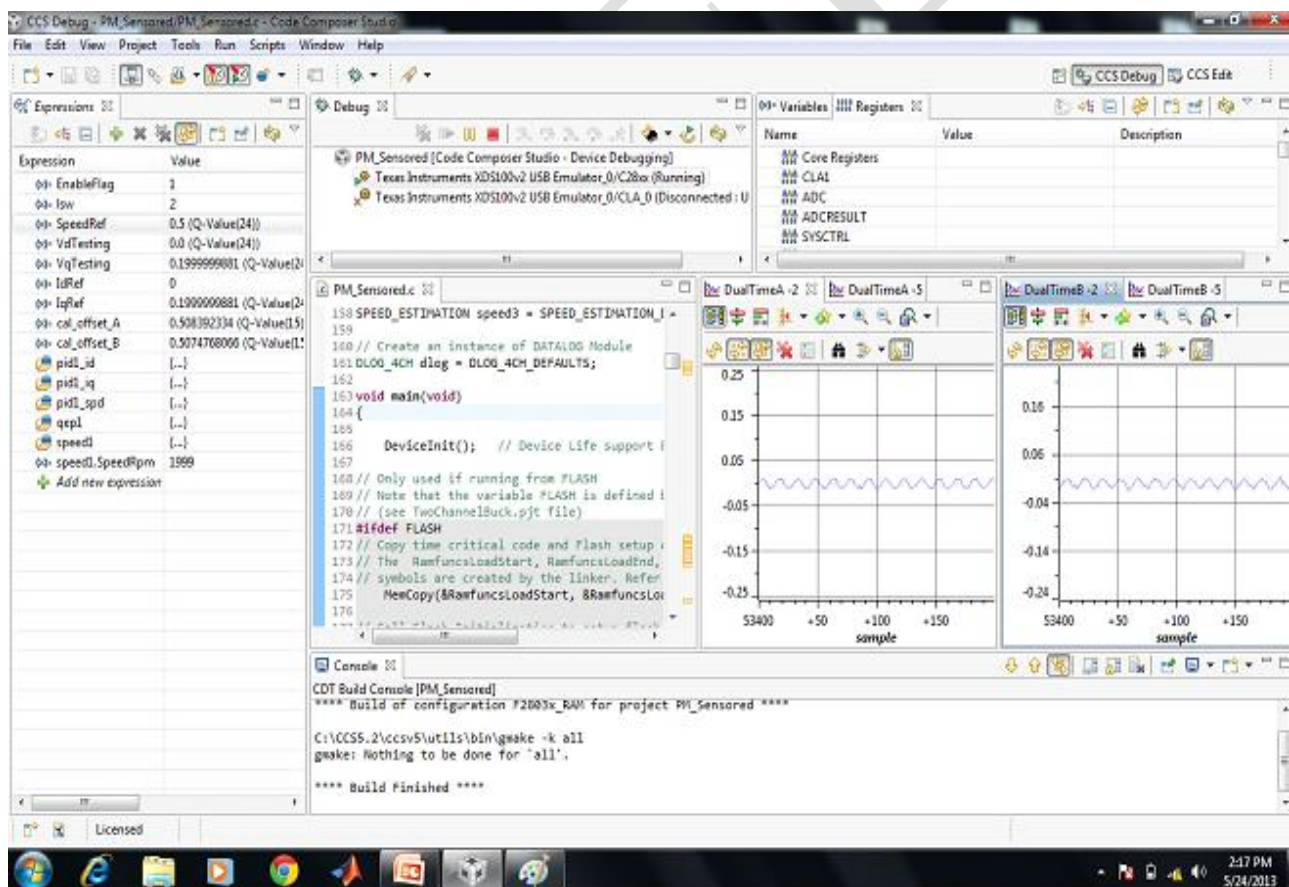 CCS Debug - PM_Sensored/PM_Sensored.c - Code Composer Studio
File Edit View Project Tools Run Scripts Window Help
CCS Debug CCS Edit
Expressions
Expression Value
EnableFlag 1
Isw 2
SpeedRef 0.5 (Q-Value(24))
VdTesting 0.0 (Q-Value(24))
VqTesting 0.1999999881 (Q-Value(2
IdRef 0
IqRef 0.1999999881 (Q-Value(2
cal_offset_A 0.508392334 (Q-Value(15)
cal_offset_B 0.5074768066 (Q-Value(1
pid1_id {...}
pid1_iq {...}
pid1_spd {...}
qep1 {...}
speed1 {...}
speed1.SpeedRpm 1999
Add new expression
Debug
PM_Sensored [Code Composer Studio - Device Debugging]
Texas Instruments XDS100v2 USB Emulator_0/C28xx (Running)
Texas Instruments XDS100v2 USB Emulator_0/CLA_0 (Disconnected : U
Variables Registers
Name Value Description
Core Registers
CLA1
ADC
ADCRESULT
SYSCTRL
PM_Sensored.c
158 SPEED_ESTIMATION speed3 = SPEED_ESTIMATION_
159
160 // Create an instance of DATALOG Module
161 DLOG_4CH dlog = DLOG_4CH_DEFAULTS;
162
163 void main(void)
164 {
165
166 DeviceInit(); // Device Life support
167
168 // Only used if running from FLASH
169 // Note that the variable FLASH is defined
170 // (see TwoChannelBuck.pjt file)
171 #ifdef FLASH
172 // Copy time critical code and Flash setup
173 // The RamfuncsLoadStart, RamfuncsLoadEnd,
174 // symbols are created by the linker. Refer
175 MemCopy(&RamfuncsLoadStart, &RamfuncsLo
176
DualTimeA -2 DualTimeA -5
0.25
0.15
0.05
-0.05
-0.15
-0.25
53400 +50 +100 +150
sample
DualTimeB -2 DualTimeB -5
0.16
0.06
-0.04
-0.14
-0.24
53400 +50 +100 +150
sample
Console
CDT Build Console [PM_Sensored]
**** Build of configuration F2803x_RAM for project PM_Sensored ****
C:\CCS5.2\ccsv5\utils\bin\gmake -k all
gmake: Nothing to be done for `all'.
**** Build Finished ****
Licensed
2:17 PM
5/24/2013